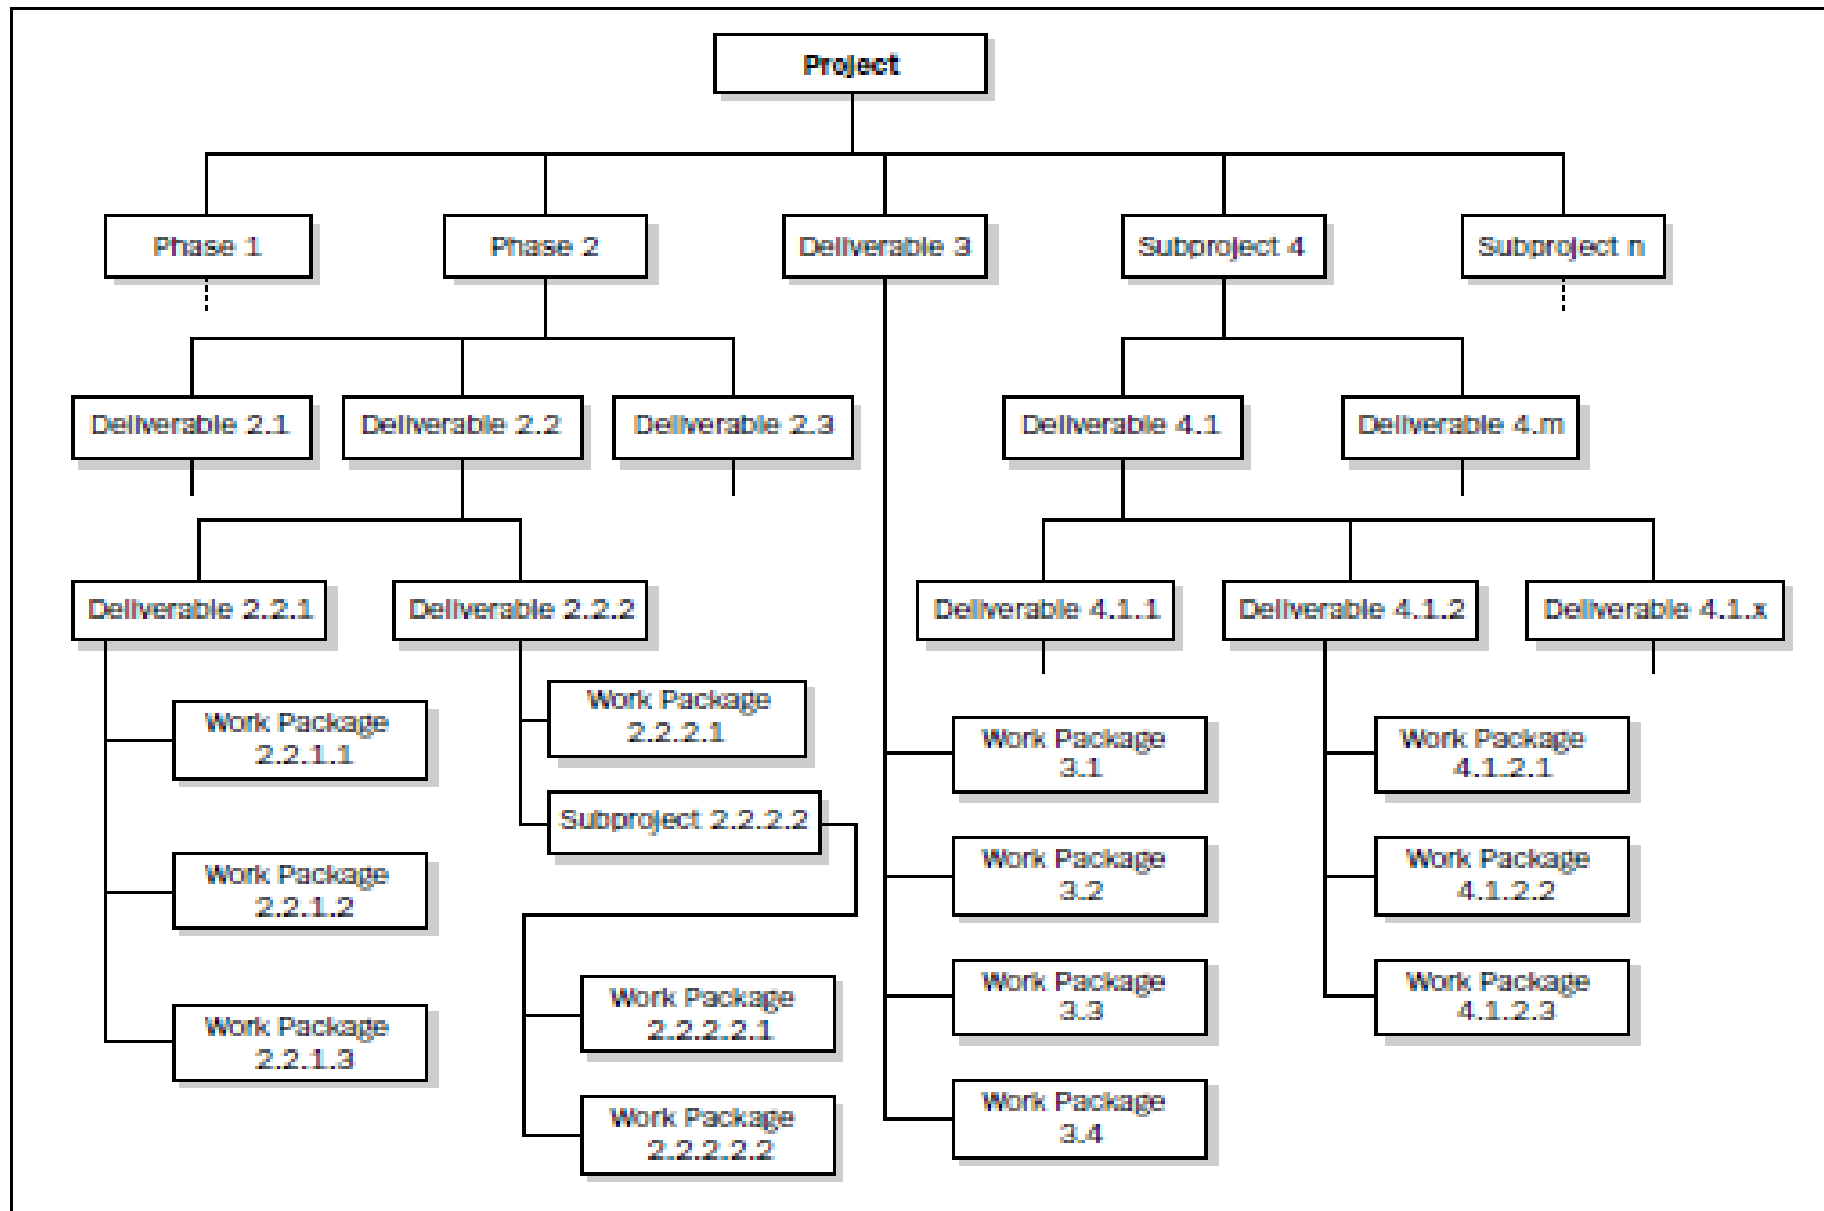 Project
Phase 1
Phase 2
Deliverable 3
Subproject 4
Subproject n
Deliverable 2.1
Deliverable 2.2
Deliverable 2.3
Deliverable 4.1
Deliverable 4.m
Deliverable 2.2.1
Deliverable 2.2.2
Deliverable 4.1.1
Deliverable 4.1.2
Deliverable 4.1.x
Work Package
2.2.1.1
Work Package
2.2.1.2
Work Package
2.2.1.3
Work Package
2.2.2.1
Subproject 2.2.2.2
Work Package
2.2.2.2.1
Work Package
2.2.2.2.2
Work Package
3.1
Work Package
3.2
Work Package
3.3
Work Package
3.4
Work Package
4.1.2.1
Work Package
4.1.2.2
Work Package
4.1.2.3